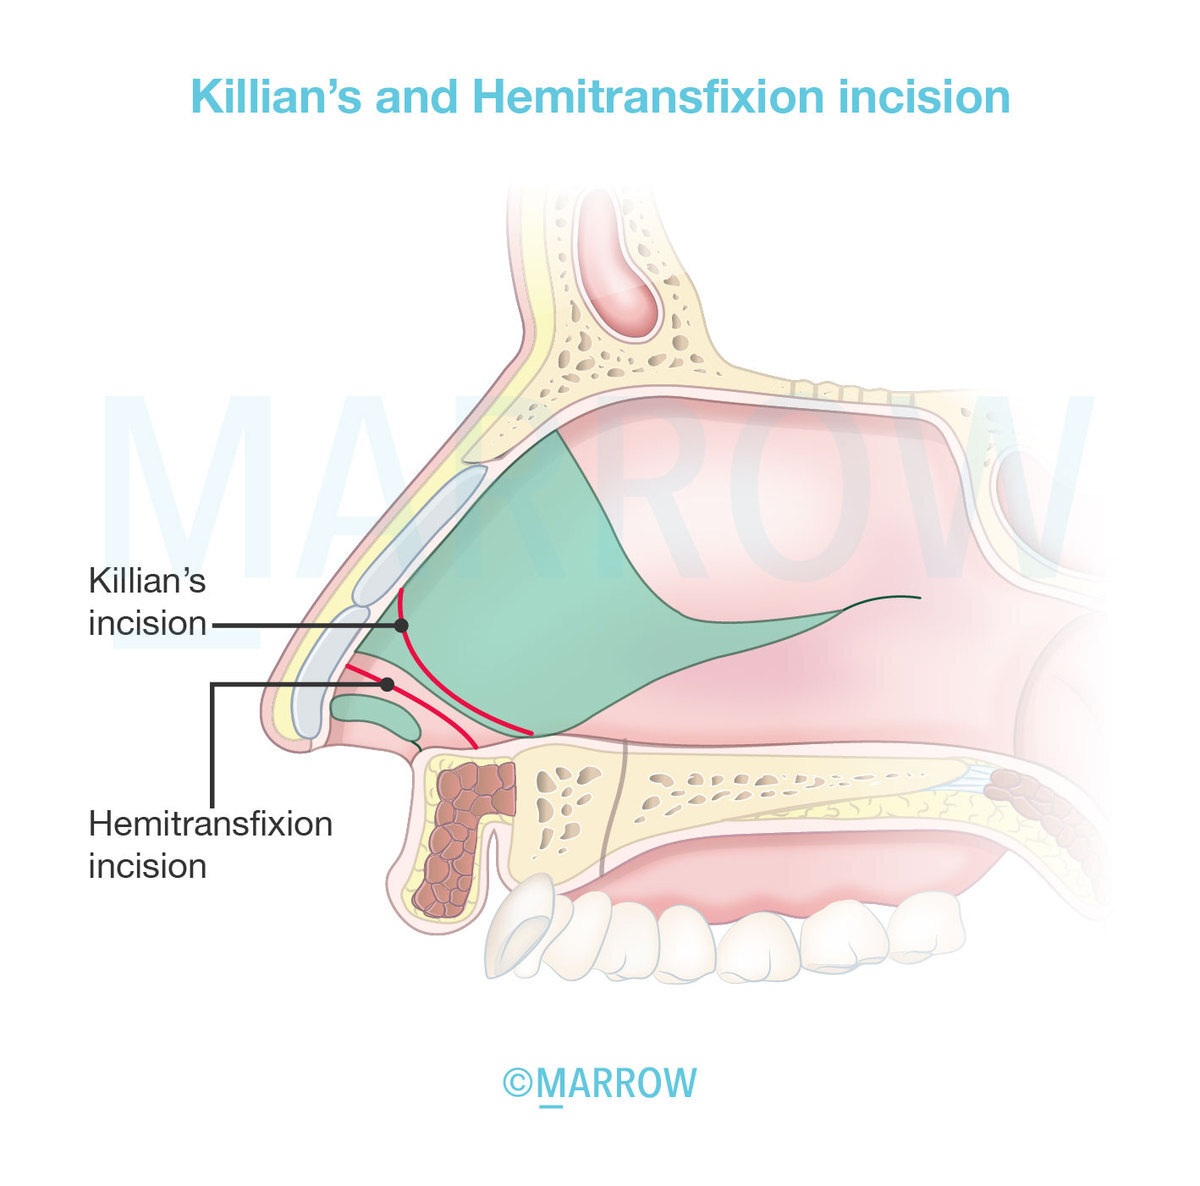 Killian’s and Hemitransfixion incision
MARROW
Killian’s
incision
Hemitransfixion
incision
©MARROW